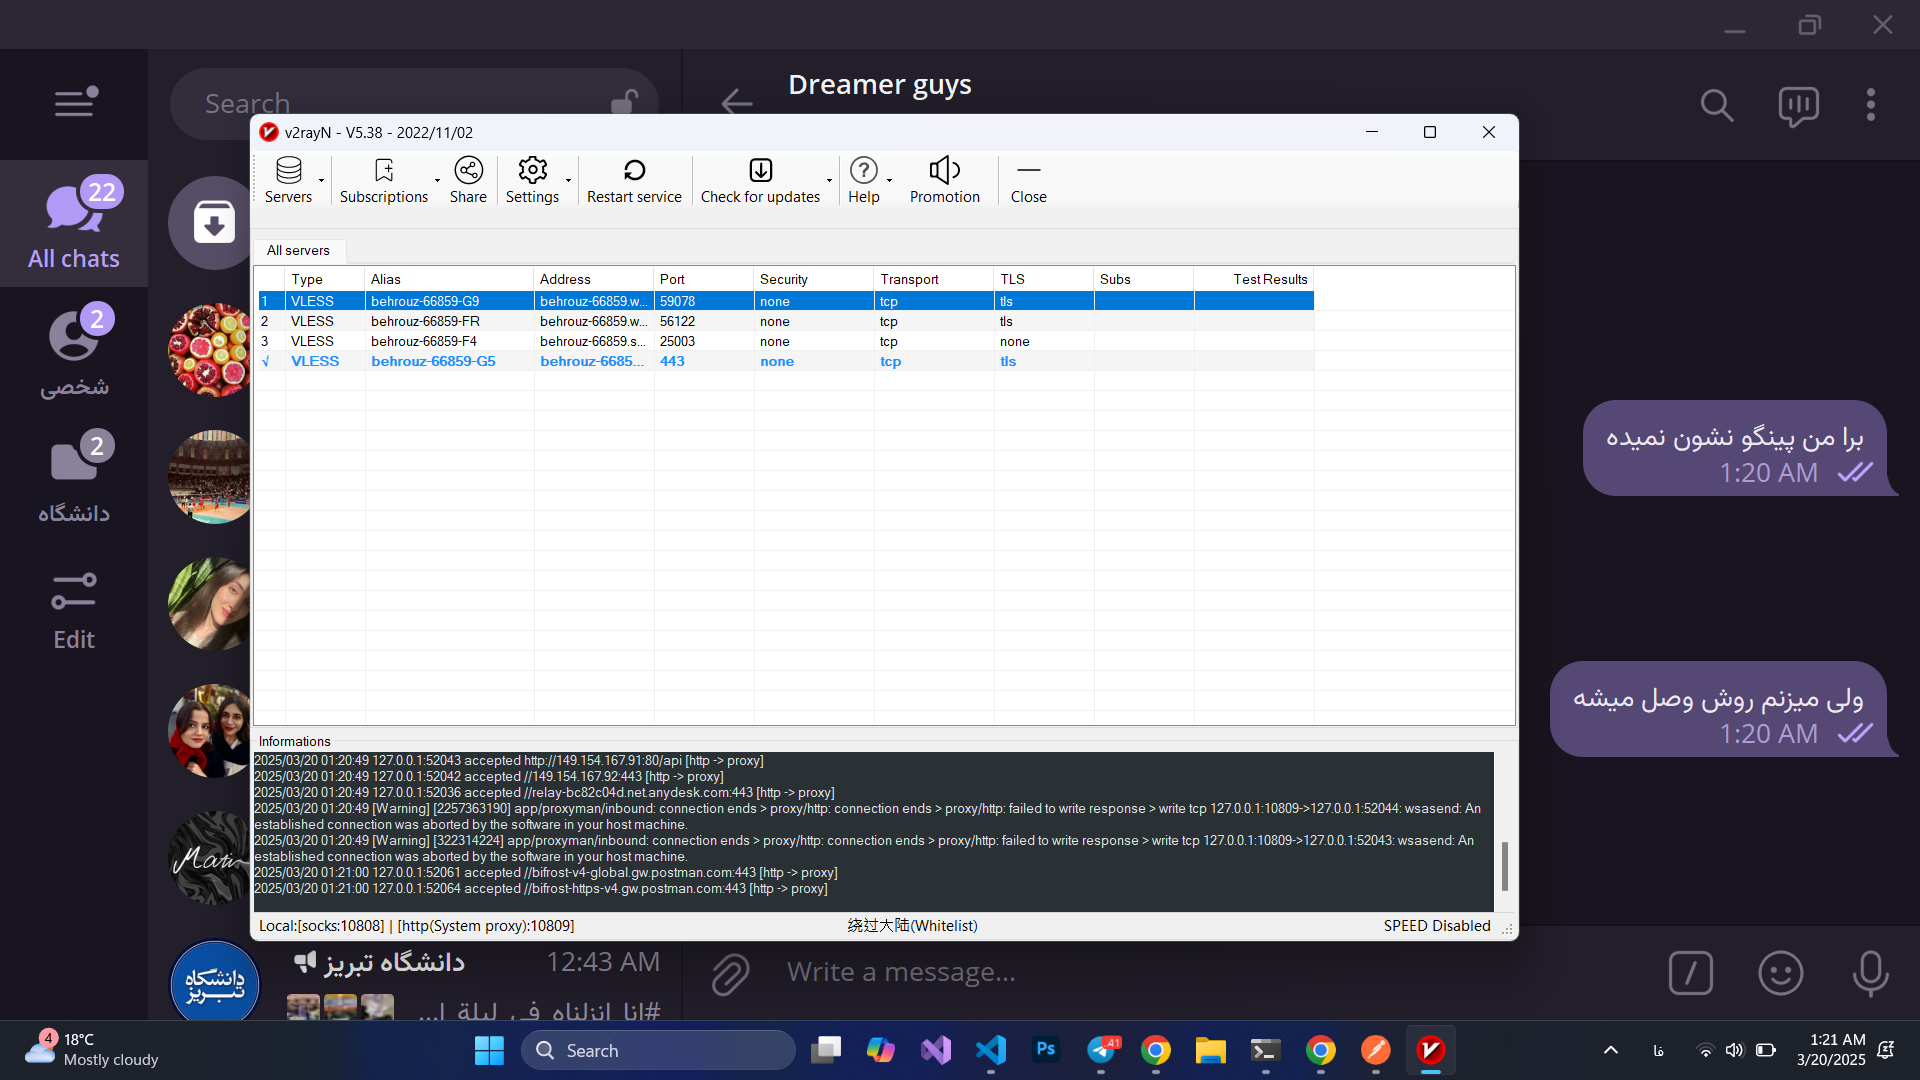 Search
Dreamer guys
22
All chats
2
شخصی
2
دانشگاه
Edit
v2rayN - V5.38 - 2022/11/02
Servers
Subscriptions
Share
Settings
Restart service
Check for updates
Help
Promotion
Close
All servers
Type Alias Address Port Security Transport TLS Subs Test Results
1 VLESS behrouz-66859-G9 behrouz-66859.w... 59078 none tcp tls
2 VLESS behrouz-66859-FR behrouz-66859.w... 56122 none tcp tls
3 VLESS behrouz-66859-F4 behrouz-66859.s... 25003 none tcp none
√ VLESS behrouz-66859-G5 behrouz-6685... 443 none tcp tls
Informations
2025/03/20 01:20:49 127.0.0.1:52043 accepted http://149.154.167.91:80/api [http -> proxy]
2025/03/20 01:20:49 127.0.0.1:52042 accepted //149.154.167.92:443 [http -> proxy]
2025/03/20 01:20:49 127.0.0.1:52036 accepted //relay-bc82c04d.net.anydesk.com:443 [http -> proxy]
2025/03/20 01:20:49 [Warning] [2257363190] app/proxyman/inbound: connection ends > proxy/http: connection ends > proxy/http: failed to write response > write tcp 127.0.0.1:10809->127.0.0.1:52044: wsasend: An
established connection was aborted by the software in your host machine.
2025/03/20 01:20:49 [Warning] [322314224] app/proxyman/inbound: connection ends > proxy/http: connection ends > proxy/http: failed to write response > write tcp 127.0.0.1:10809->127.0.0.1:52043: wsasend: An
established connection was aborted by the software in your host machine.
2025/03/20 01:21:00 127.0.0.1:52061 accepted //bifrost-v4-global.gw.postman.com:443 [http -> proxy]
2025/03/20 01:21:00 127.0.0.1:52064 accepted //bifrost-https-v4.gw.postman.com:443 [http -> proxy]
Local:[socks:10808] | [http(System proxy):10809]
绕过大陆(Whitelist)
SPEED Disabled
برا من پینگو نشون نمیده
1:20 AM
ولی میزنم روش وصل میشه
1:20 AM
دانشگاه تبریز
دانشگاه تبریز
12:43 AM
#انا انزلناه فی لیلة ا...
Write a message...
4
18°C
Mostly cloudy
Search
Ps
41
فا
1:21 AM
3/20/2025